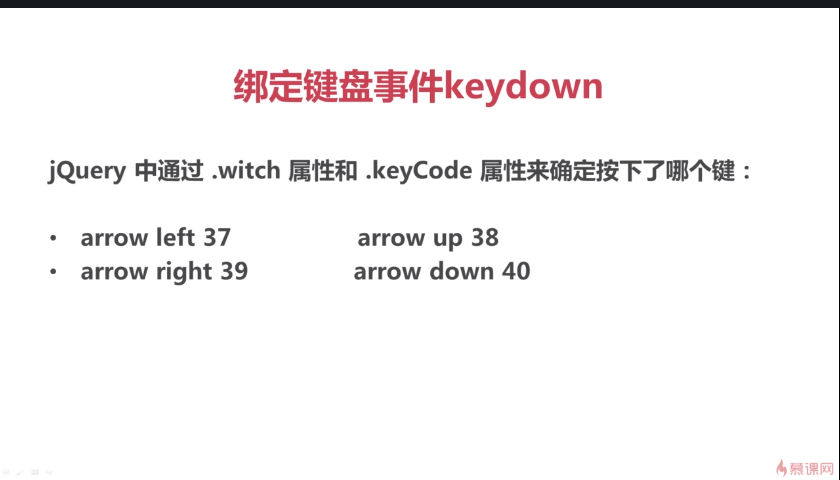 绑定键盘事件keydown
jQuery 中通过 .witch 属性和 .keyCode 属性来确定按下了哪个键：
• arrow left 37 arrow up 38
• arrow right 39 arrow down 40
慕课网